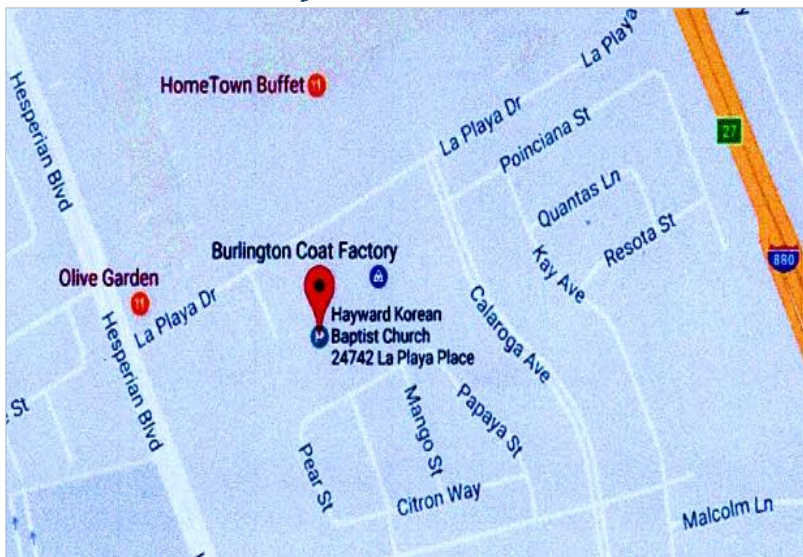 La Playa
HomeTown Buffet
La Playa Dr
Hesperian Blvd
Poinciana St
27
Quantas Ln
Burlington Coat Factory
Kay Ave
Resota St
880
Olive Garden
La Playa Dr
Hayward Korean
Baptist Church
24742 La Playa Place
Calaroga Ave
Hesperian Blvd
St
Mango St
Papaya St
Pear St
Citron Way
Malcolm Ln